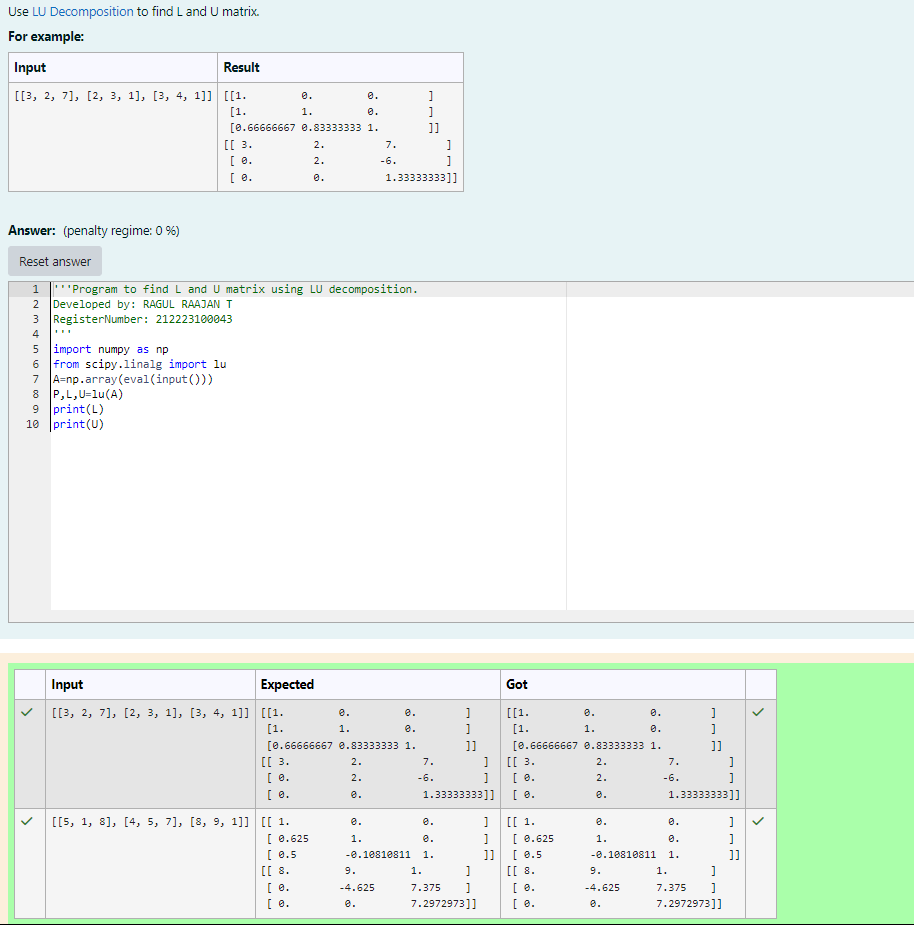 Use LU Decomposition to find L and U matrix.
For example:
Input Result
[[3, 2, 7], [2, 3, 1], [3, 4, 1]] [[1. 0. 0. ]
[1. 1. 0. ]
[0.66666667 0.83333333 1. ]]
[[ 3. 2. 7. ]
[ 0. 2. -6. ]
[ 0. 0. 1.33333333]]
Answer: (penalty regime: 0 %)
Reset answer
1 '''Program to find L and U matrix using LU decomposition.
2 Developed by: RAGUL RAAJAN T
3 RegisterNumber: 212223100043
4 '''
5 import numpy as np
6 from scipy.linalg import lu
7 A=np.array(eval(input()))
8 P,L,U=lu(A)
9 print(L)
10 print(U)
Input Expected Got
[[3, 2, 7], [2, 3, 1], [3, 4, 1]] [[1. 0. 0. ] [[1. 0. 0. ]
[1. 1. 0. ] [1. 1. 0. ]
[0.66666667 0.83333333 1. ]] [0.66666667 0.83333333 1. ]]
[[ 3. 2. 7. ] [[ 3. 2. 7. ]
[ 0. 2. -6. ] [ 0. 2. -6. ]
[ 0. 0. 1.33333333]] [ 0. 0. 1.33333333]]
[[5, 1, 8], [4, 5, 7], [8, 9, 1]] [[ 1. 0. 0. ] [[ 1. 0. 0. ]
[ 0.625 1. 0. ] [ 0.625 1. 0. ]
[ 0.5 -0.10810811 1. ]] [ 0.5 -0.10810811 1. ]]
[[ 8. 9. 1. ] [[ 8. 9. 1. ]
[ 0. -4.625 7.375 ] [ 0. -4.625 7.375 ]
[ 0. 0. 7.2972973]] [ 0. 0. 7.2972973]]